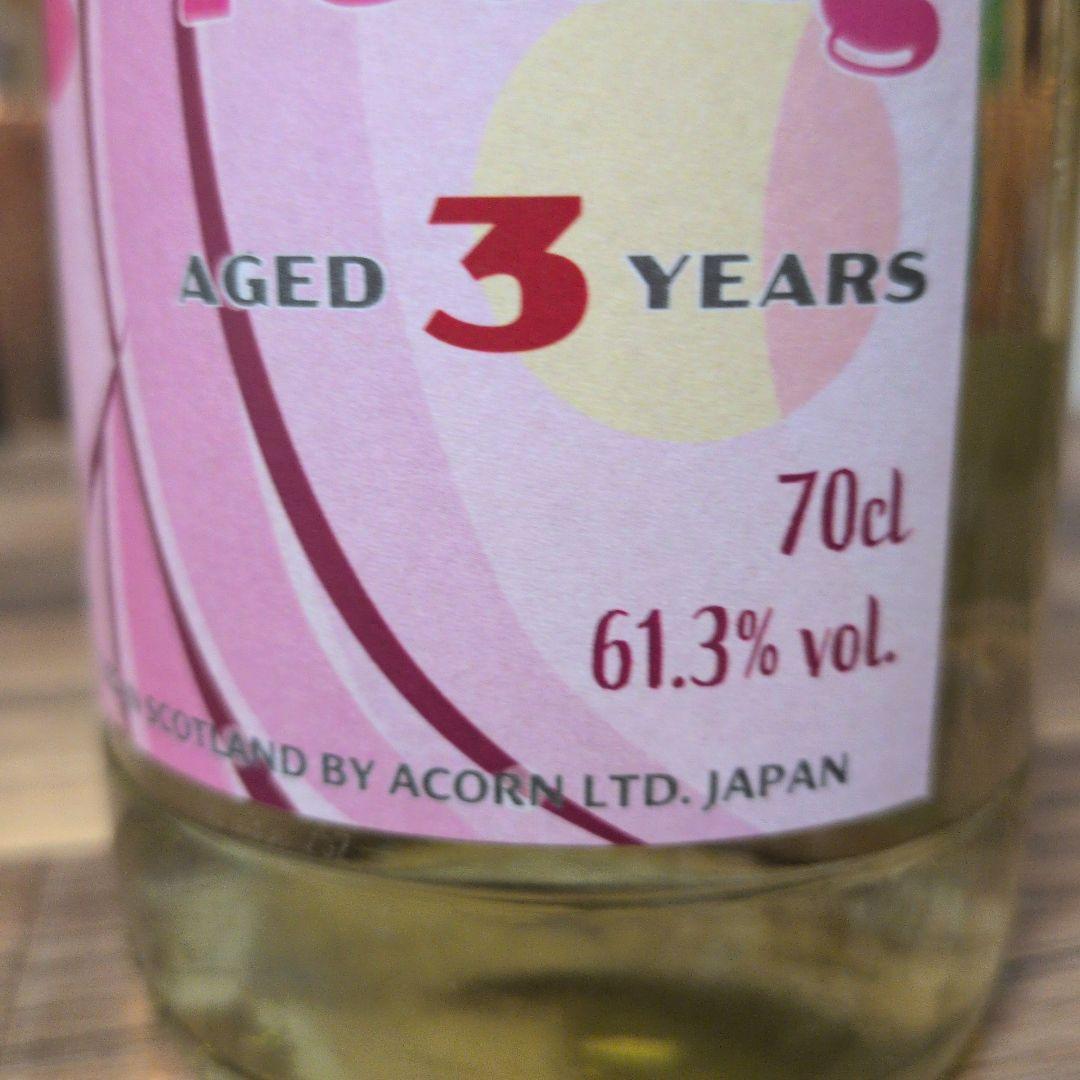 AGED 3 YEARS
70cl
61.3% vol.
SCOTLAND BY ACORN LTD. JAPAN